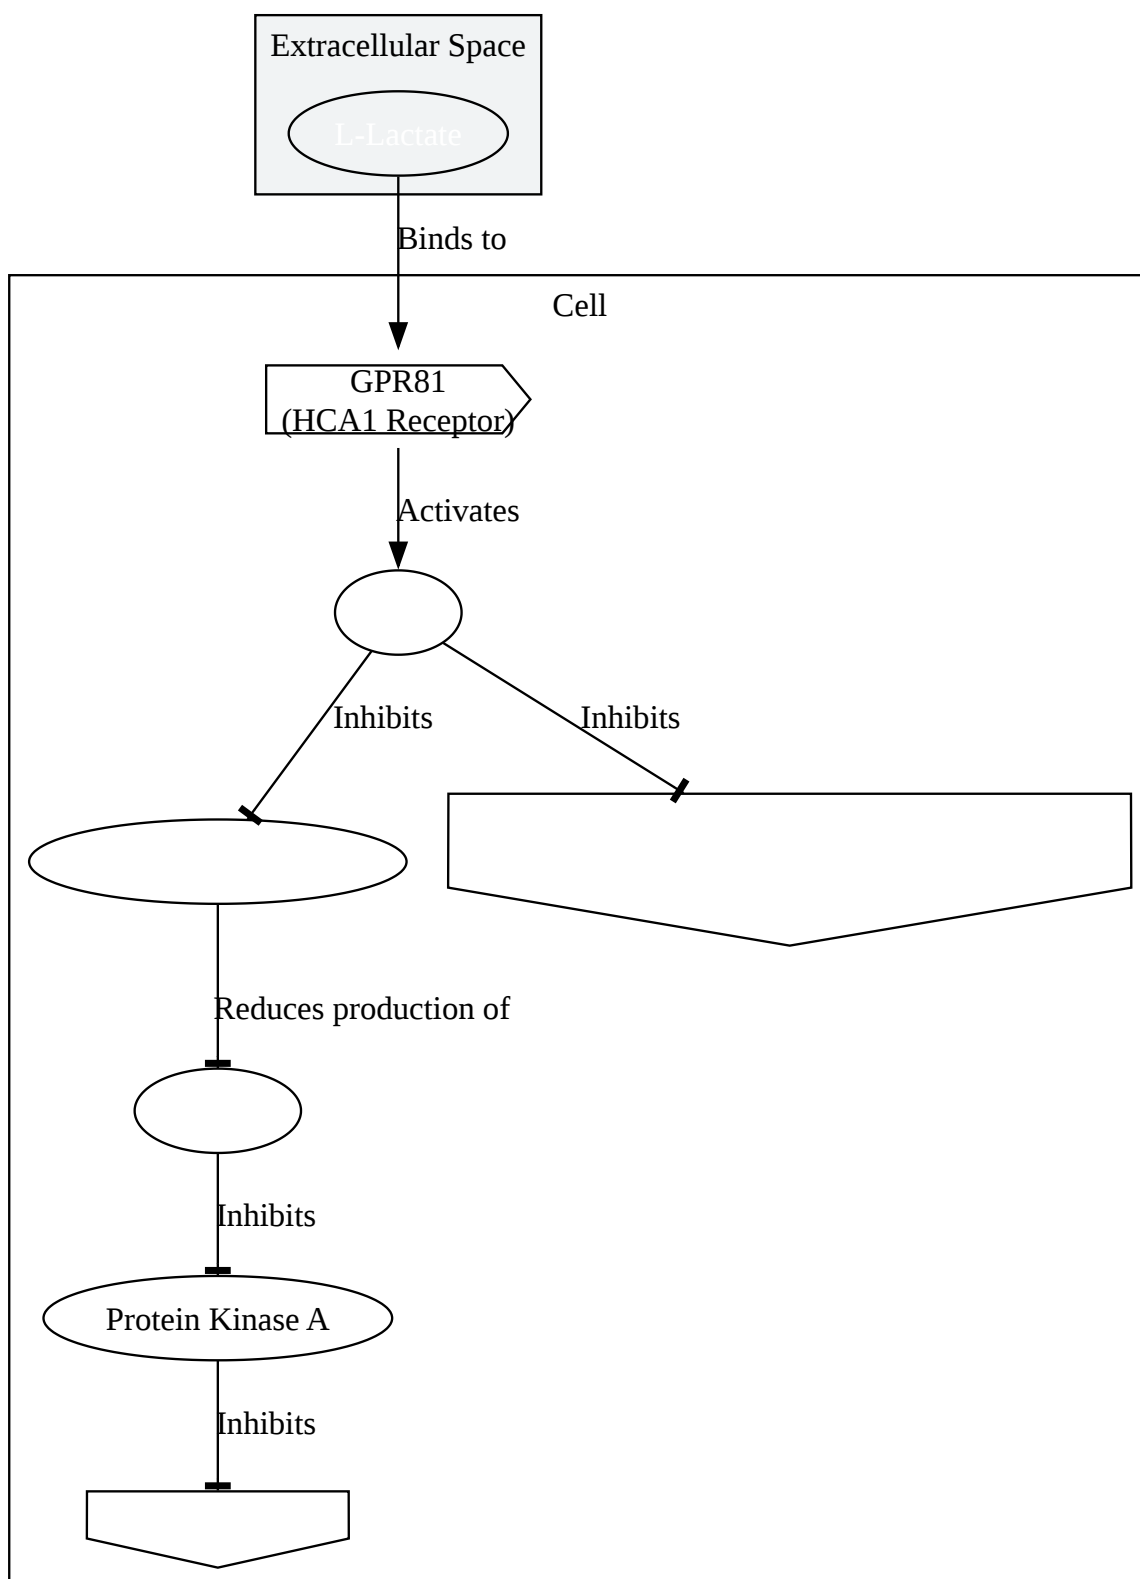 Extracellular Space
L-Lactate
Binds to
Cell
GPR81
(HCA1 Receptor)
Activates
Inhibits
Inhibits
Reduces production of
Inhibits
Protein Kinase A
Inhibits